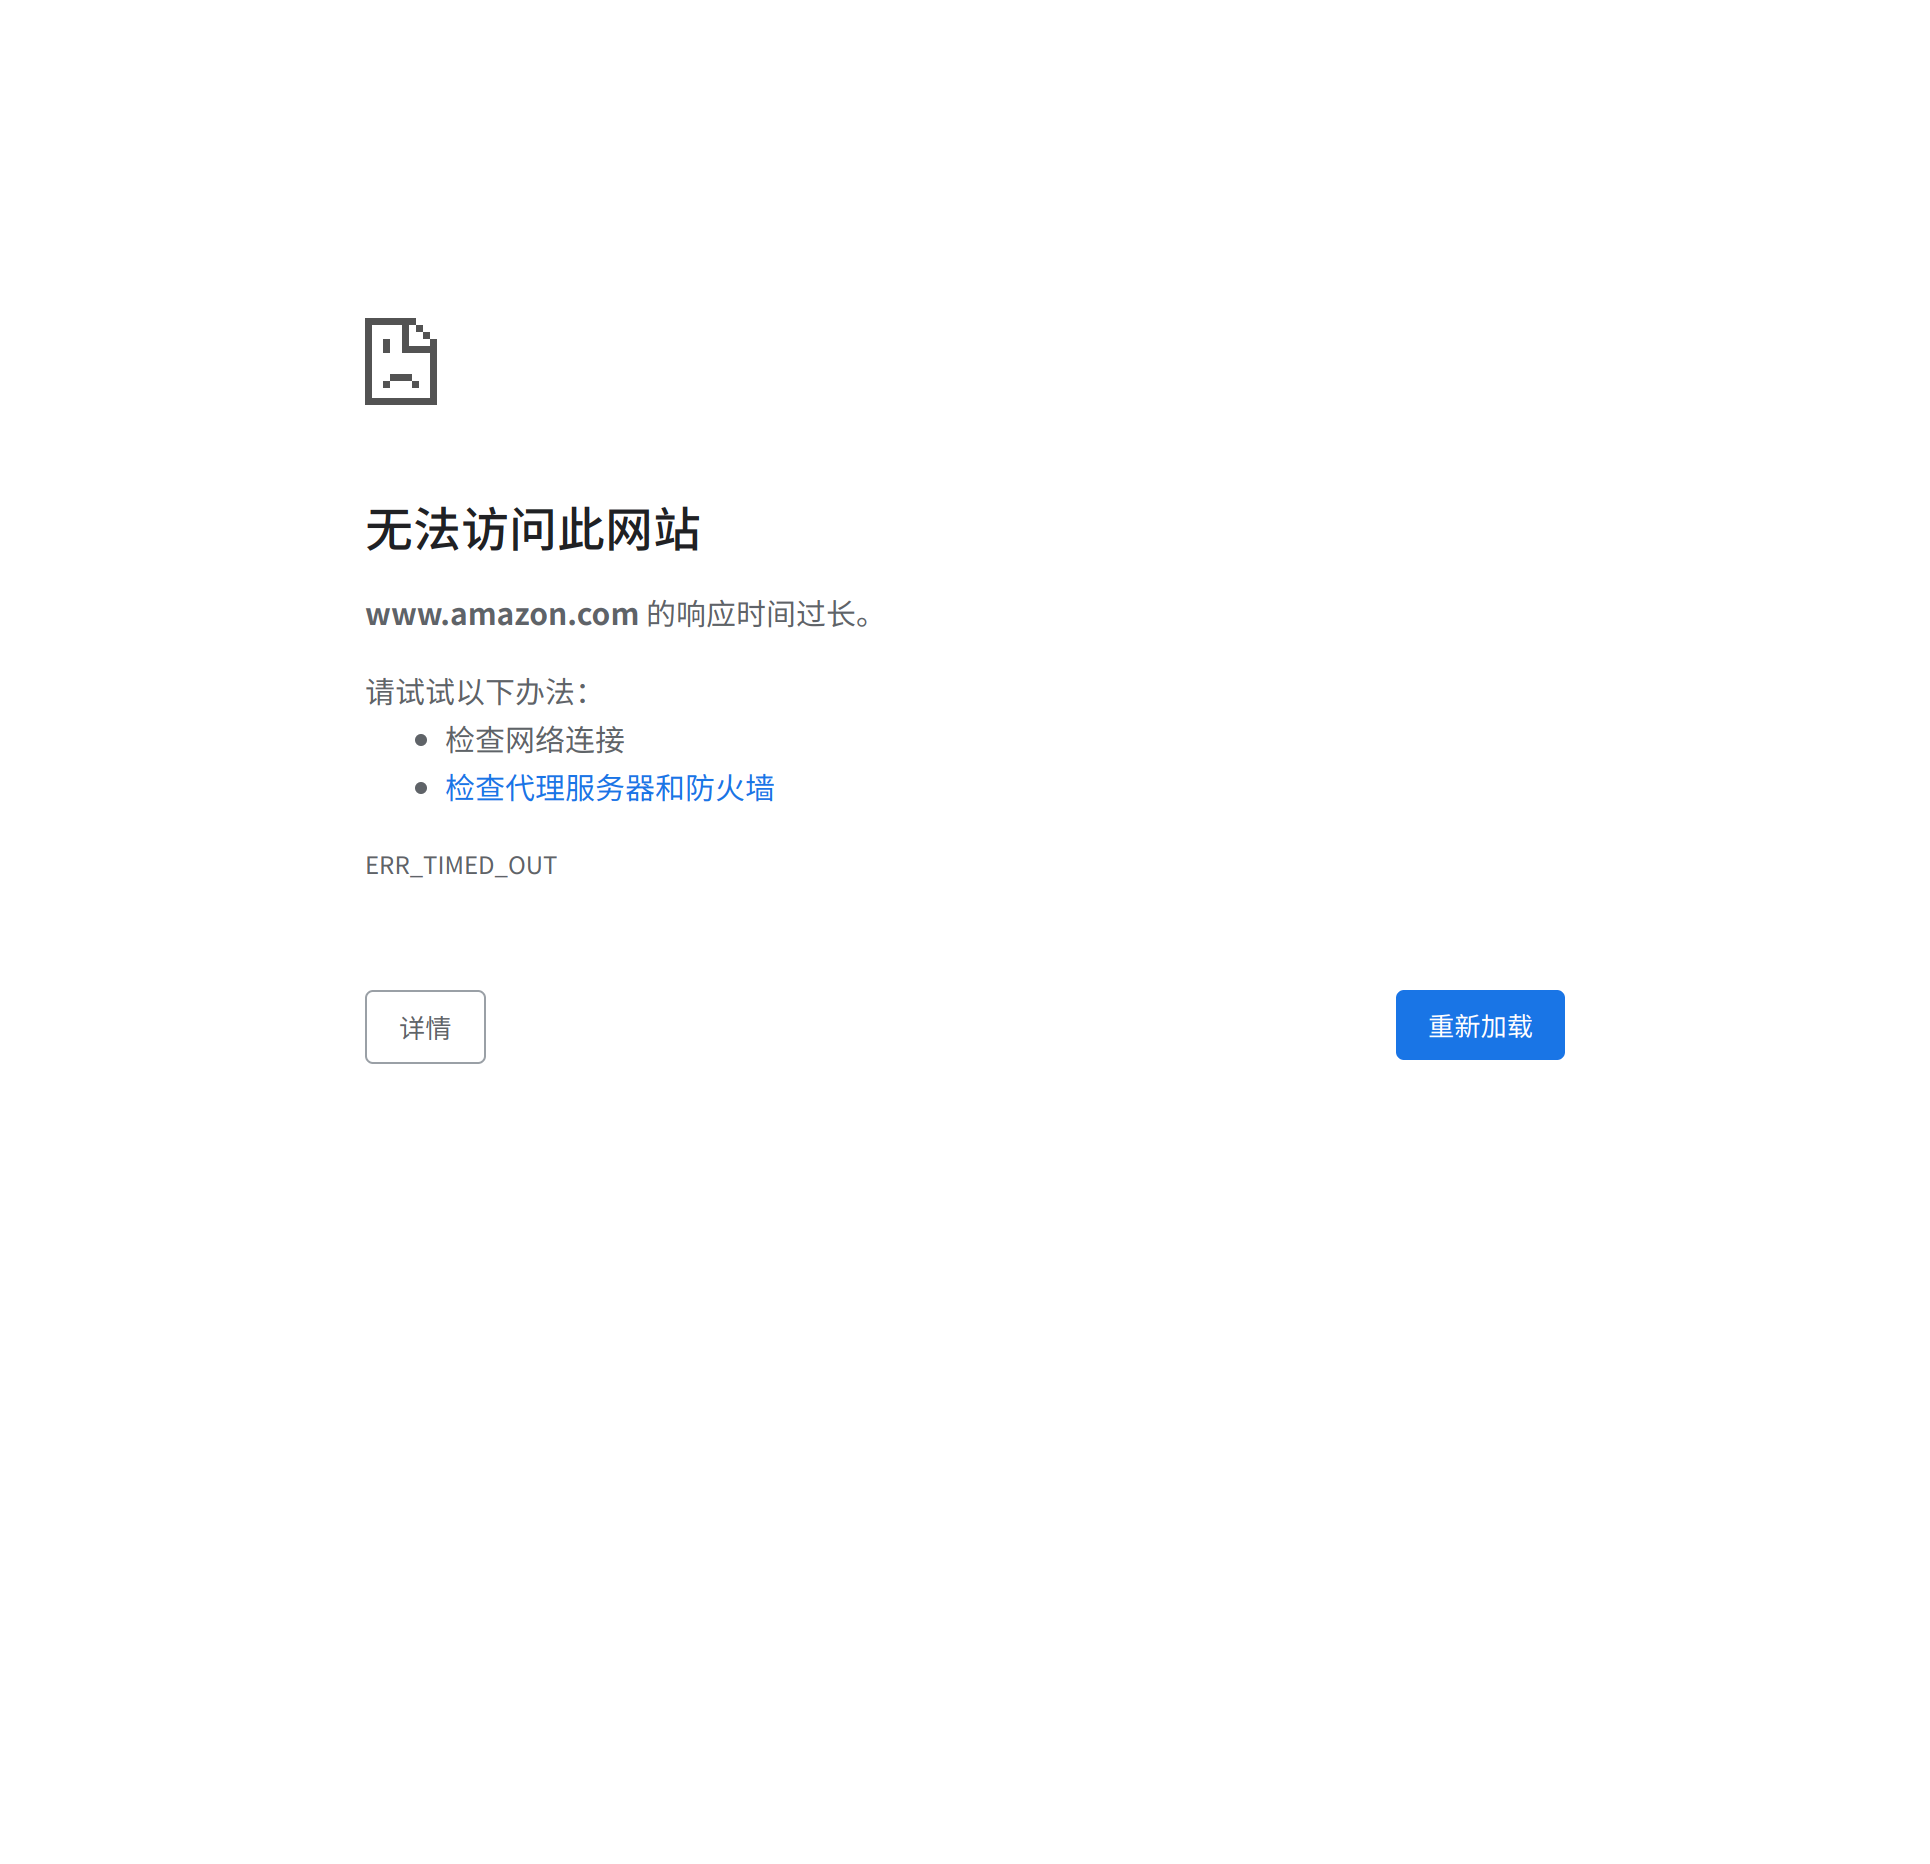 无法访问此网站
www.amazon.com 的响应时间过长。
请试试以下办法：
检查网络连接
检查代理服务器和防火墙
ERR_TIMED_OUT
详情
重新加载